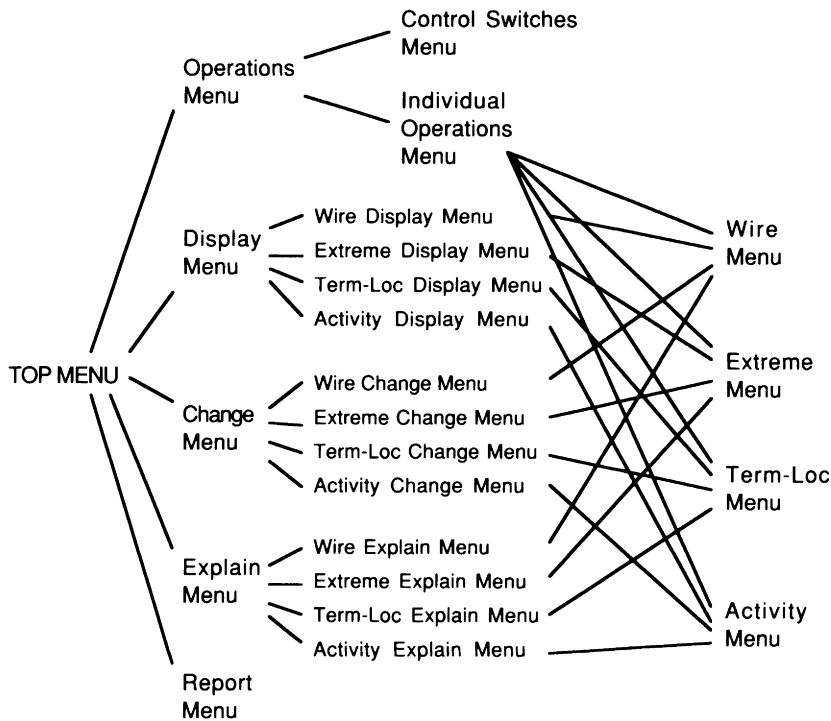 Control Switches
Menu
Operations
Menu
Individual
Operations
Menu
Wire Display Menu
Display
Menu
Extreme Display Menu
Term-Loc Display Menu
Activity Display Menu
Wire
Menu
TOP MENU
Extreme
Menu
Wire Change Menu
Change
Menu
Extreme Change Menu
Term-Loc Change Menu
Activity Change Menu
Term-Loc
Menu
Wire Explain Menu
Explain
Menu
Extreme Explain Menu
Term-Loc Explain Menu
Activity Explain Menu
Activity
Menu
Report
Menu